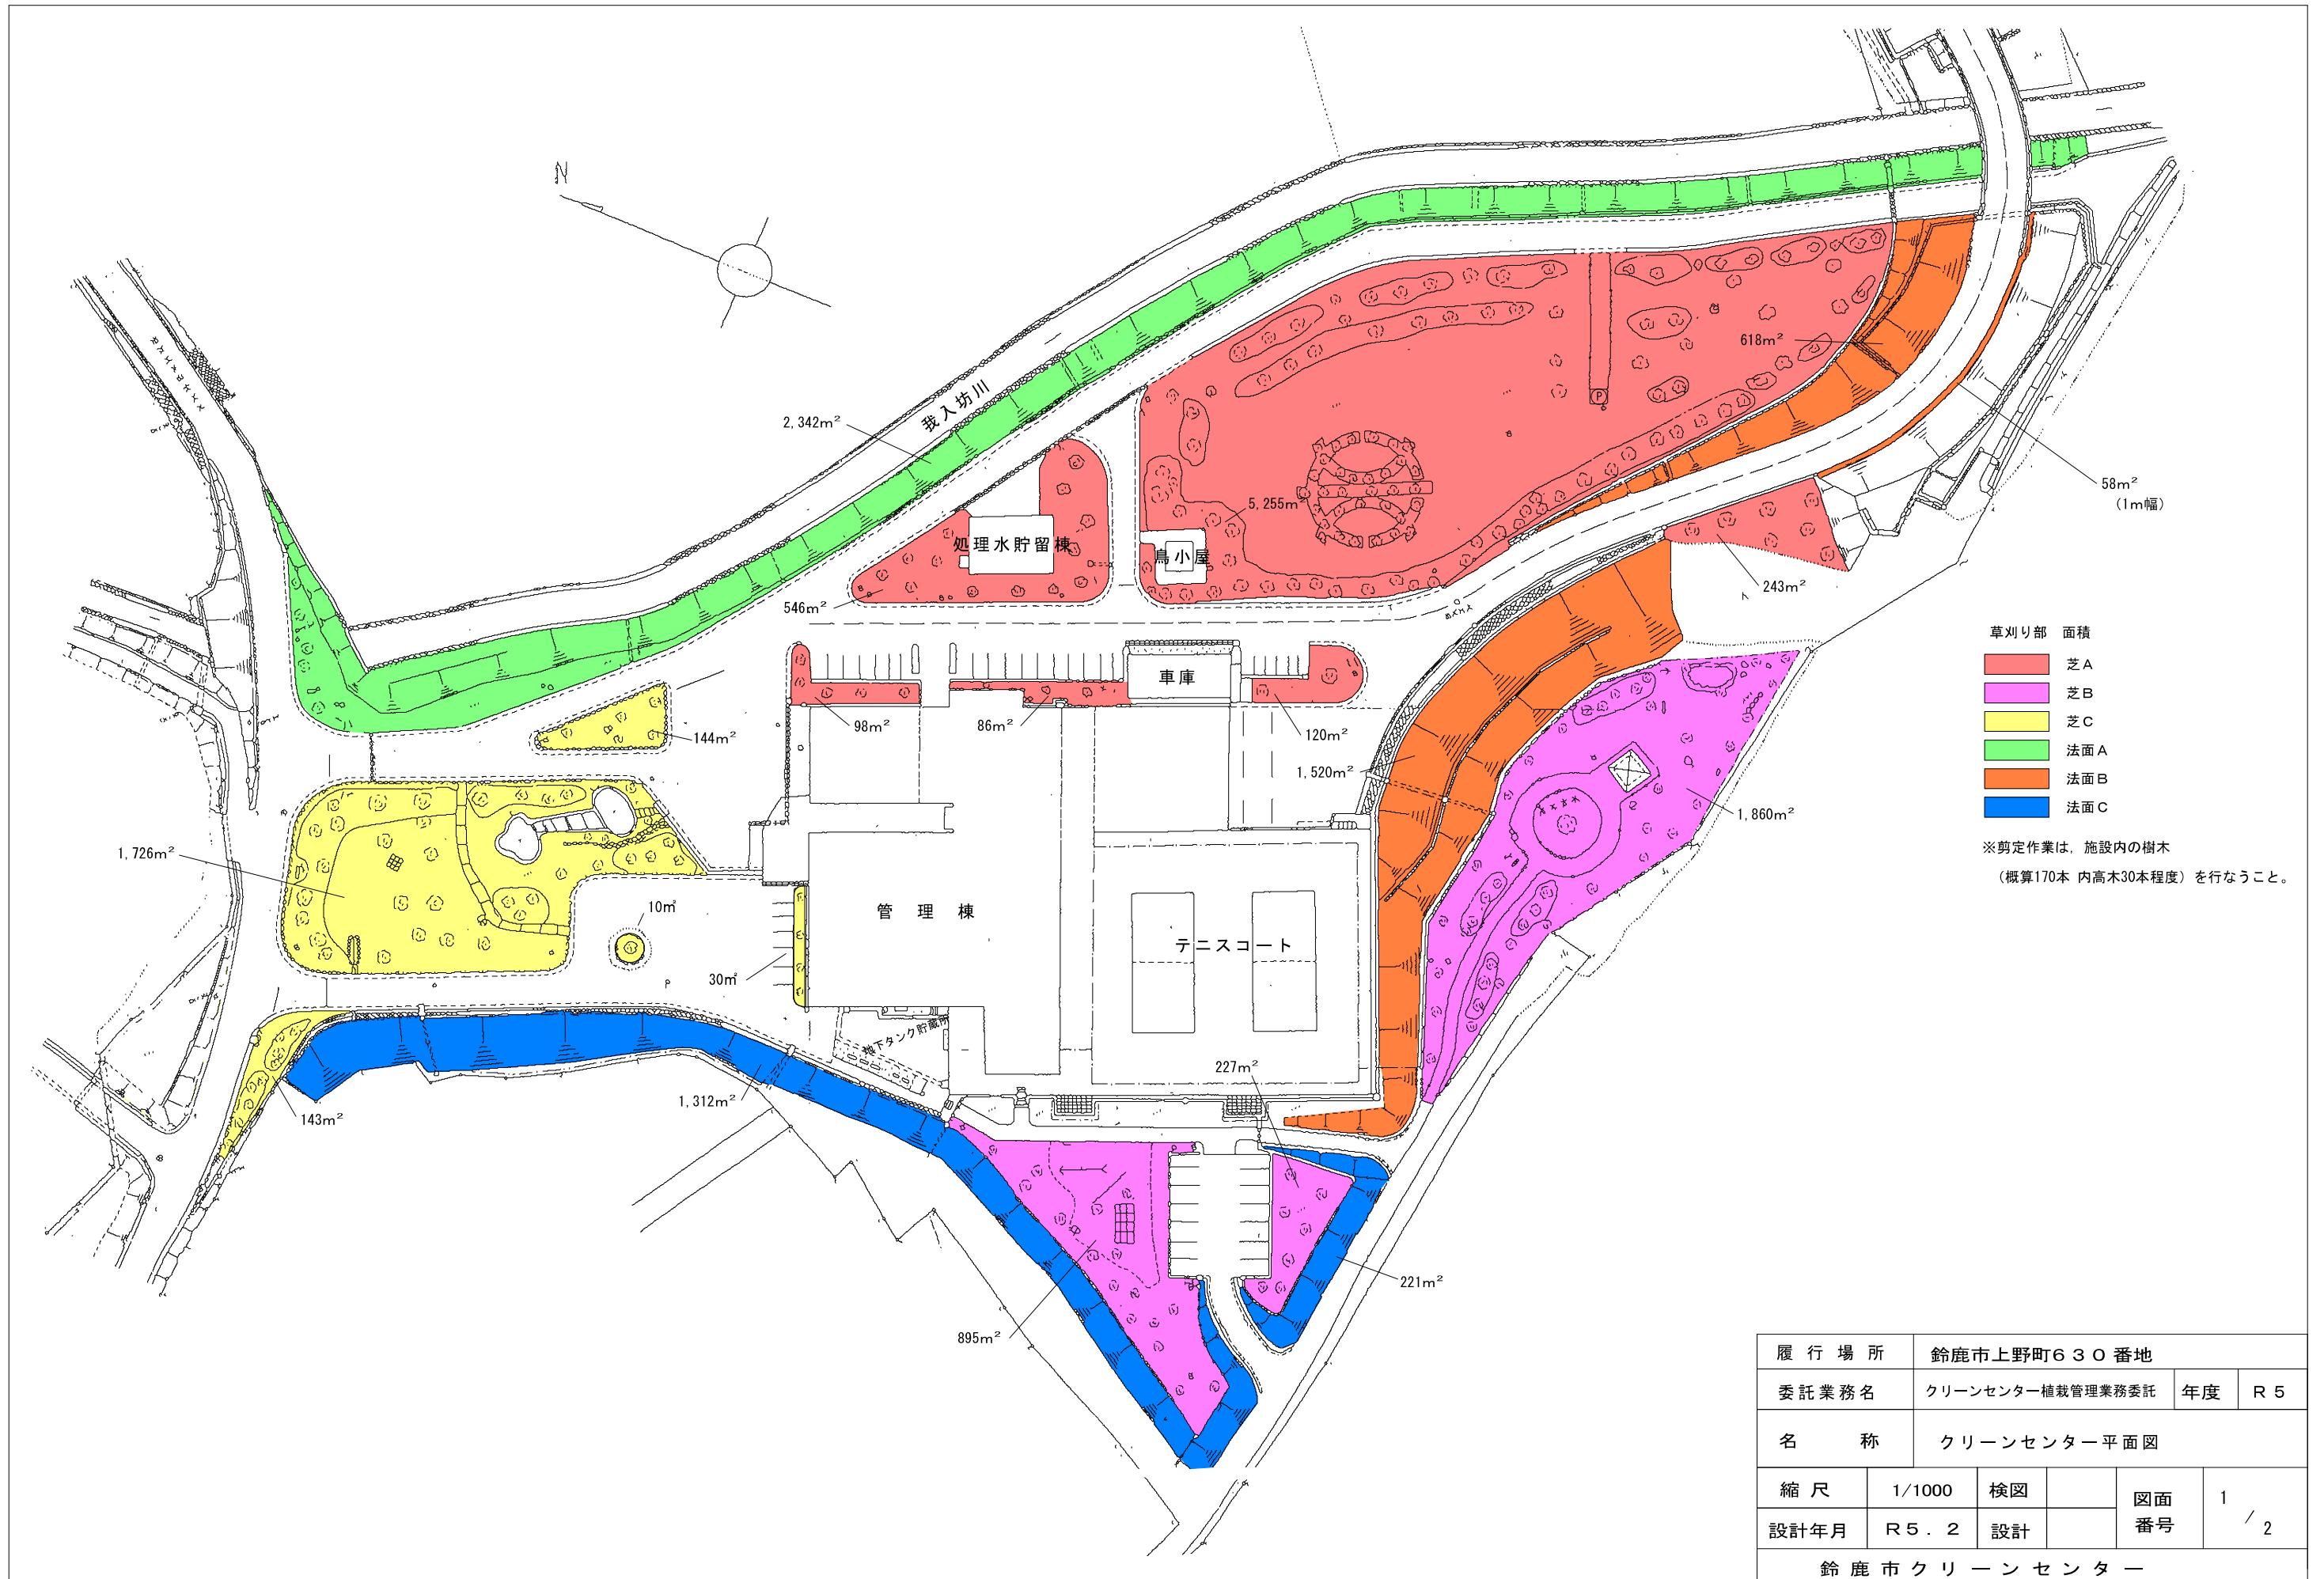 N
我入坊川
2,342m²
618m²
58m²
(1m幅)
5,255m²
処理水貯留棟
鳥小屋
P
243m²
546m²
車庫
98m²
86m²
120m²
144m²
1,520m²
1,860m²
1,726m²
10㎡
30㎡
管理棟
テニスコート
地下タンク貯蔵所
227m²
1,312m²
143m²
221m²
895m²
草刈り部 面積
芝A
芝B
芝C
法面A
法面B
法面C
※剪定作業は、施設内の樹木
（概算170本 内高木30本程度）を行なうこと。
履行場所 鈴鹿市上野町630番地
委託業務名 クリーンセンター植栽管理業務委託 年度 R5
名称 クリーンセンター平面図
縮尺 1/1000 検図 図面番号 1/2
設計年月 R5.2 設計
鈴鹿市クリーンセンター